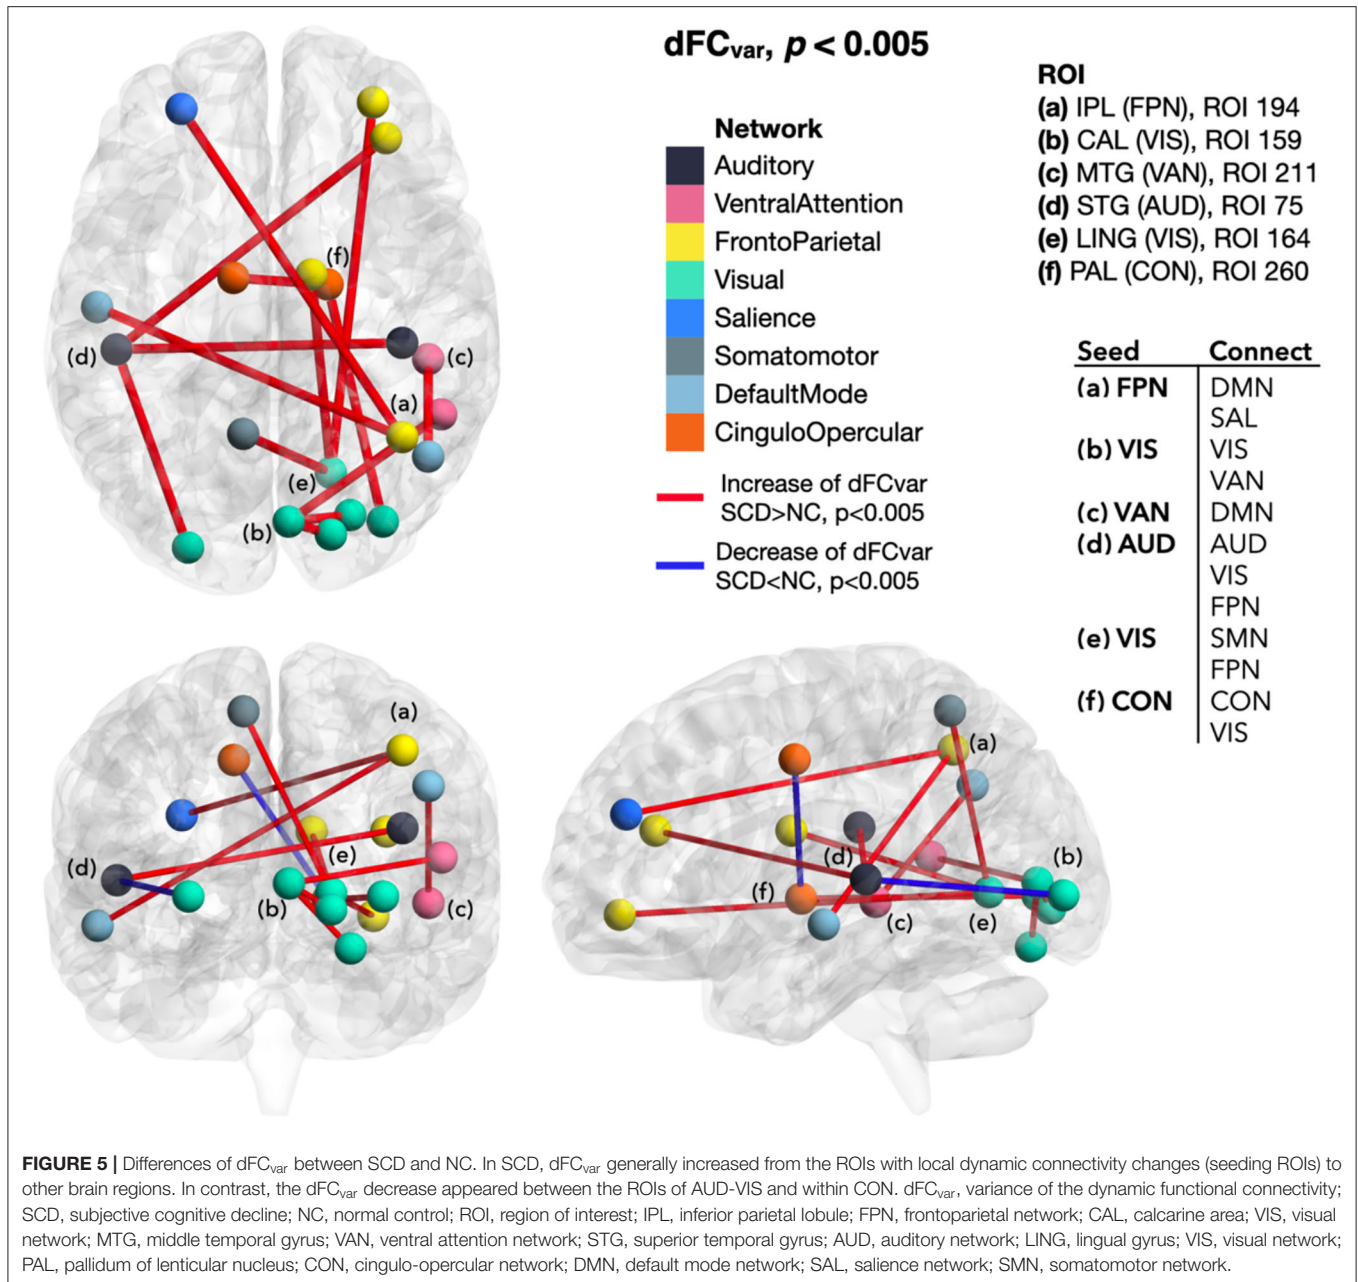 dFCvar, p < 0.005
Network
Auditory
VentralAttention
FrontoParietal
Visual
Salience
Somatomotor
DefaultMode
CinguloOpercular
Increase of dFCvar
SCD>NC, p<0.005
Decrease of dFCvar
SCD<NC, p<0.005
ROI
(a) IPL (FPN), ROI 194
(b) CAL (VIS), ROI 159
(c) MTG (VAN), ROI 211
(d) STG (AUD), ROI 75
(e) LING (VIS), ROI 164
(f) PAL (CON), ROI 260
Seed Connect
(a) FPN DMN
SAL
(b) VIS VIS
VAN
(c) VAN DMN
(d) AUD AUD
VIS
FPN
(e) VIS SMN
FPN
(f) CON CON
VIS
(f)
(d)
(c)
(a)
(e)
(b)
(a)
(e)
(d)
(b)
(c)
(a)
(d)
(b)
(f)
(c)
(e)
FIGURE 5 | Differences of dFCvar between SCD and NC. In SCD, dFCvar generally increased from the ROIs with local dynamic connectivity changes (seeding ROIs) to
other brain regions. In contrast, the dFCvar decrease appeared between the ROIs of AUD-VIS and within CON. dFCvar, variance of the dynamic functional connectivity;
SCD, subjective cognitive decline; NC, normal control; ROI, region of interest; IPL, inferior parietal lobule; FPN, frontoparietal network; CAL, calcarine area; VIS, visual
network; MTG, middle temporal gyrus; VAN, ventral attention network; STG, superior temporal gyrus; AUD, auditory network; LING, lingual gyrus; VIS, visual network;
PAL, pallidum of lenticular nucleus; CON, cingulo-opercular network; DMN, default mode network; SAL, salience network; SMN, somatomotor network.